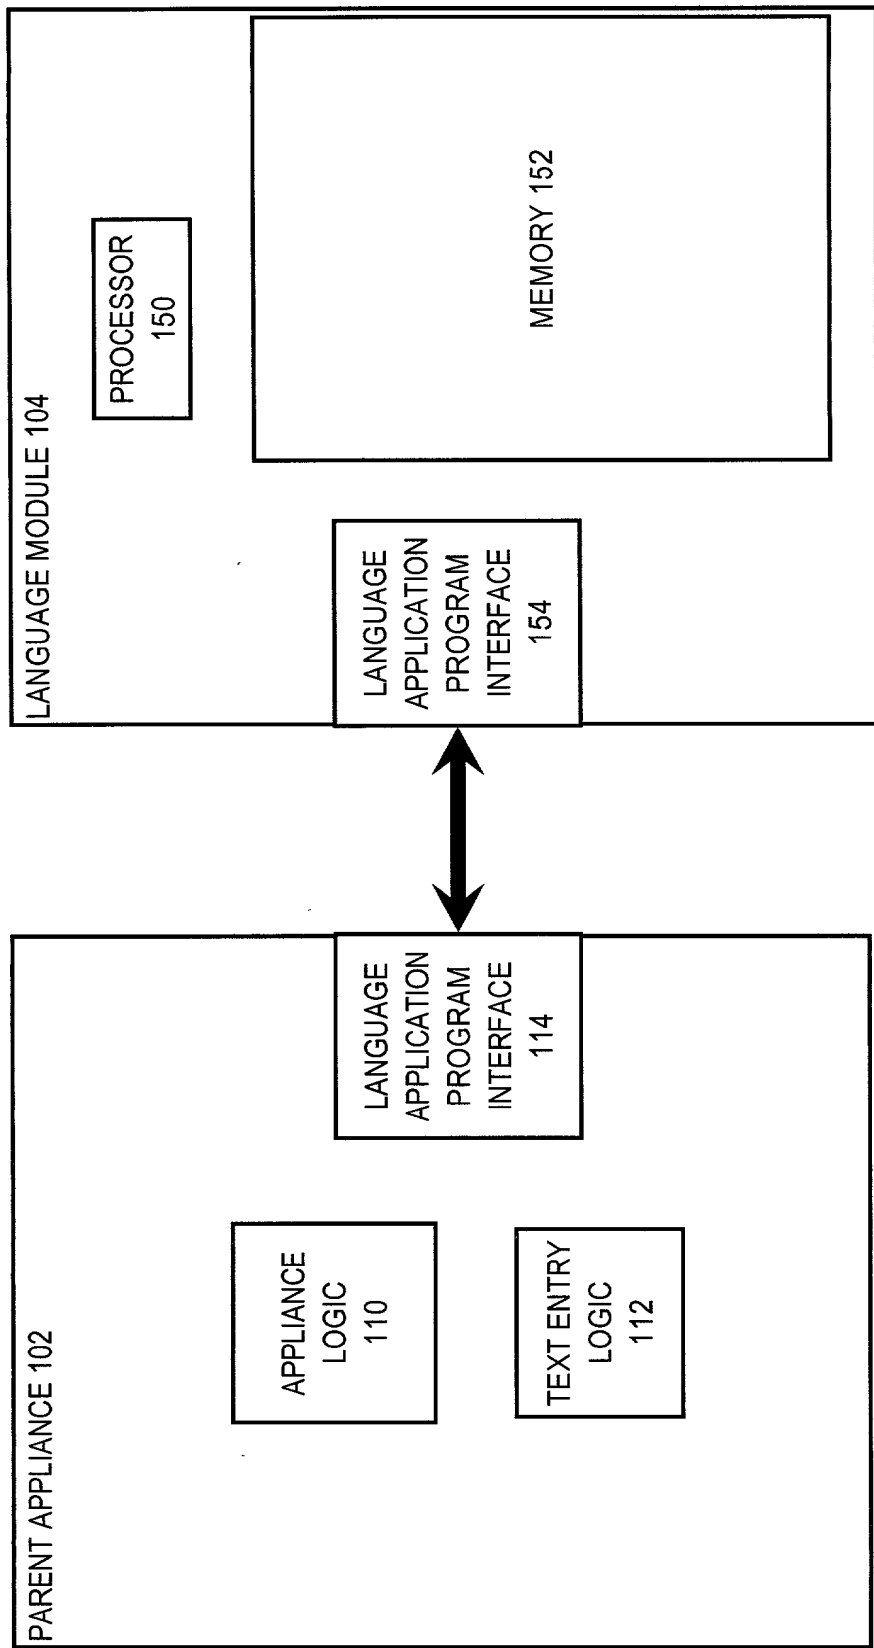 PARENT APPLIANCE 102
APPLIANCE
LOGIC
110
TEXT ENTRY
LOGIC
112
LANGUAGE
APPLICATION
PROGRAM
INTERFACE
114
LANGUAGE MODULE 104
LANGUAGE
APPLICATION
PROGRAM
INTERFACE
154
PROCESSOR
150
MEMORY 152